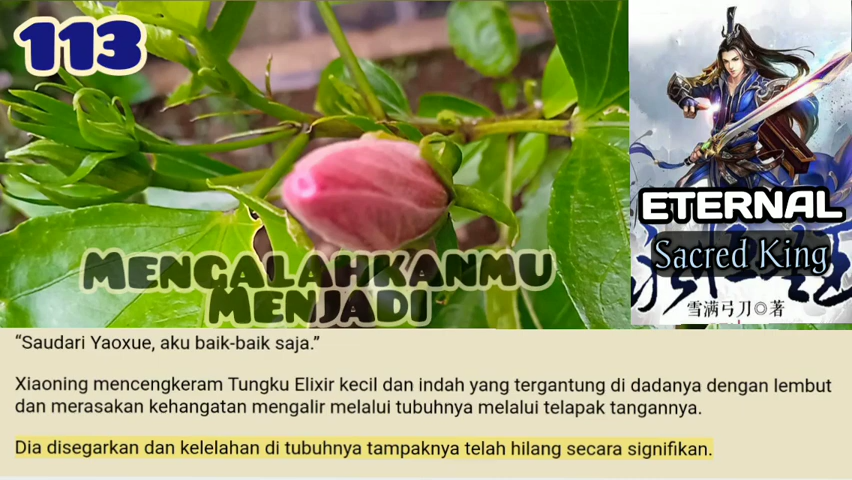 113
ETERNAL
Sacred King
雪满弓刀◎著
MENGALAHKANMU
MENJADI
“Saudari Yaoxue, aku baik-baik saja.”
Xiaoning mencengkeram Tungku Elixir kecil dan indah yang tergantung di dadanya dengan lembut
dan merasakan kehangatan mengalir melalui tubuhnya melalui telapak tangannya.
Dia disegarkan dan kelelahan di tubuhnya tampaknya telah hilang secara signifikan.